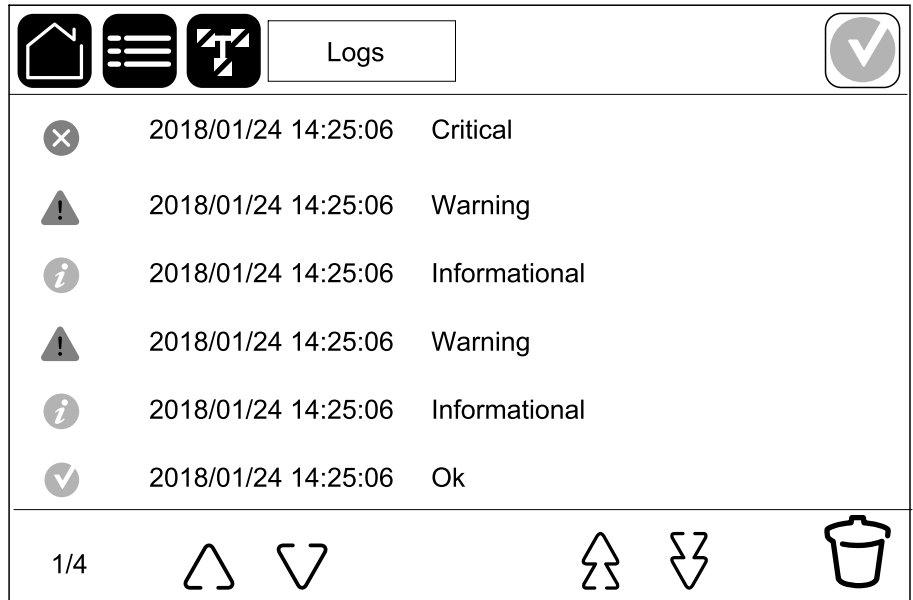 Logs
2018/01/24 14:25:06 Critical
2018/01/24 14:25:06 Warning
2018/01/24 14:25:06 Informational
2018/01/24 14:25:06 Warning
2018/01/24 14:25:06 Informational
2018/01/24 14:25:06 Ok
1/4